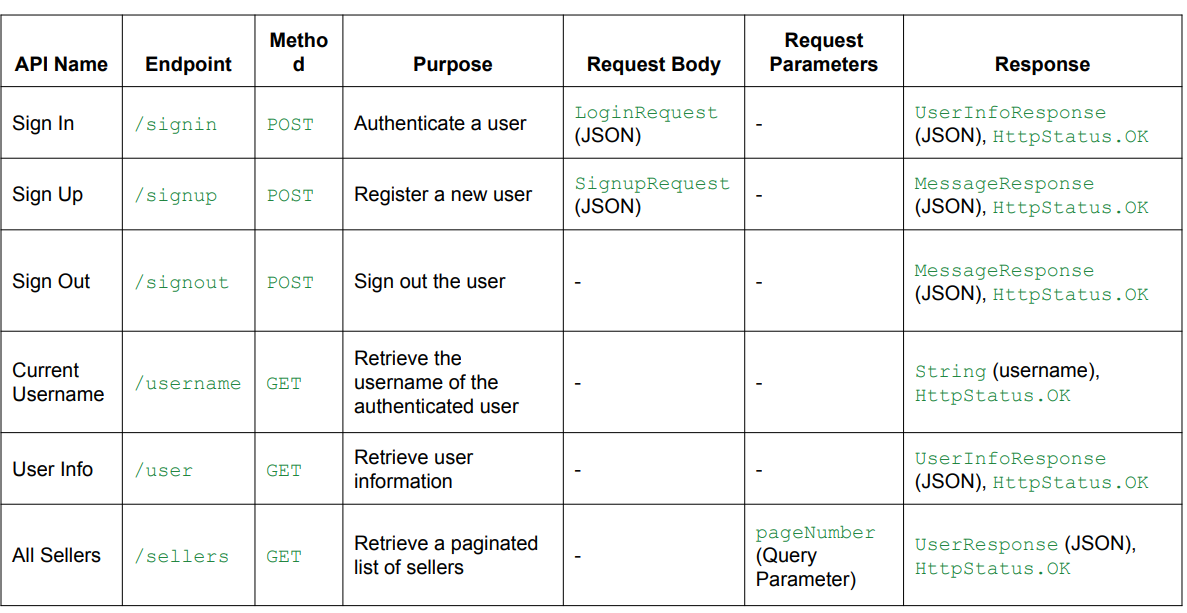 API Name
Endpoint
Metho
d
Purpose
Request Body
Request
Parameters
Response
Sign In
/signin
POST
Authenticate a user
LoginRequest
(JSON)
-
UserInfoResponse
(JSON), HttpStatus.OK
Sign Up
/signup
POST
Register a new user
SignupRequest
(JSON)
-
MessageResponse
(JSON), HttpStatus.OK
Sign Out
/signout
POST
Sign out the user
-
-
MessageResponse
(JSON), HttpStatus.OK
Current
Username
/username
GET
Retrieve the
username of the
authenticated user
-
-
String (username),
HttpStatus.OK
User Info
/user
GET
Retrieve user
information
-
-
UserInfoResponse
(JSON), HttpStatus.OK
All Sellers
/sellers
GET
Retrieve a paginated
list of sellers
-
pageNumber
(Query
Parameter)
UserResponse (JSON),
HttpStatus.OK